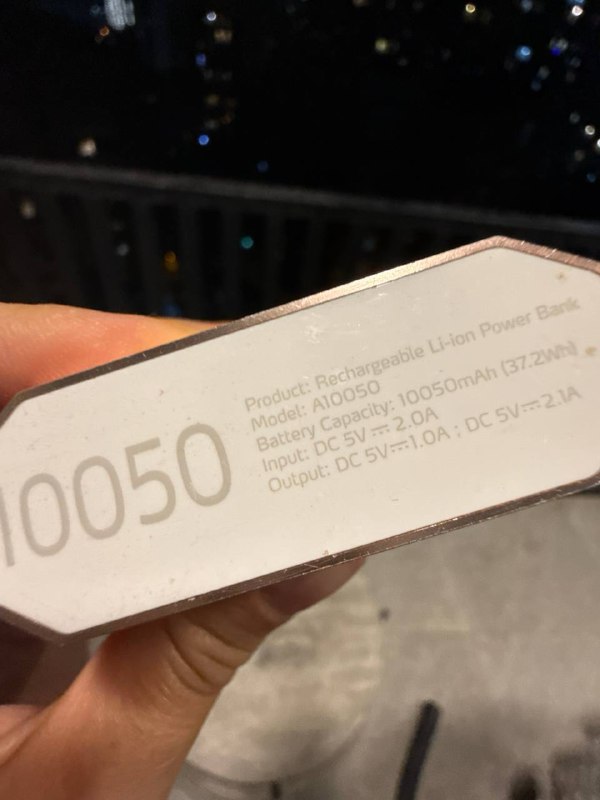 10050
Product: Rechargeable Li-ion Power Bank
Model: A10050
Battery Capacity: 10050mAh (37.2Wh)
Input: DC 5V⎓2.0A
Output: DC 5V⎓1.0A ; DC 5V⎓2.1A